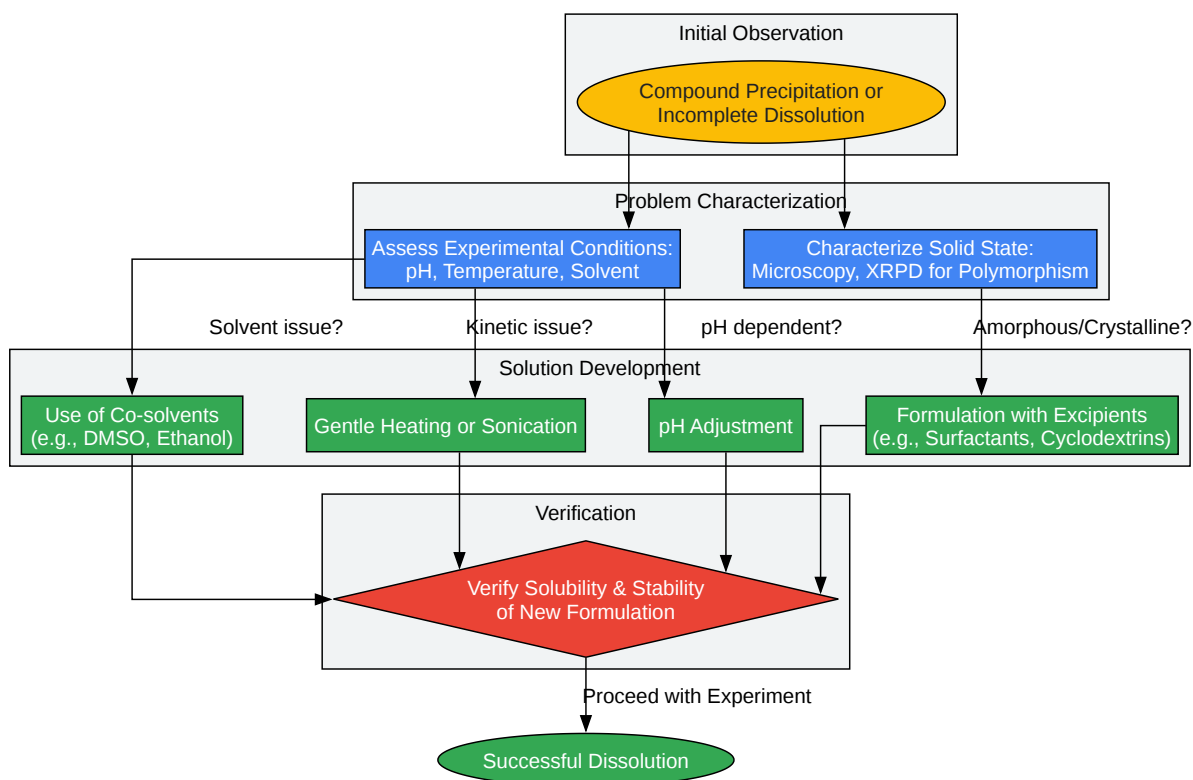 Initial Observation
Compound Precipitation or
Incomplete Dissolution
Problem Characterization
Assess Experimental Conditions:
pH, Temperature, Solvent
Characterize Solid State:
Microscopy, XRPD for Polymorphism
Solvent issue?
Kinetic issue?
pH dependent?
Amorphous/Crystalline?
Solution Development
Use of Co-solvents
(e.g., DMSO, Ethanol)
Gentle Heating or Sonication
pH Adjustment
Formulation with Excipients
(e.g., Surfactants, Cyclodextrins)
Verification
Verify Solubility & Stability
of New Formulation
Proceed with Experiment
Successful Dissolution